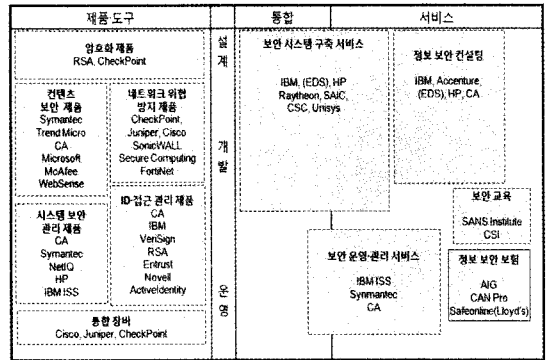 제품·도구
통합
서비스
암호화 제품
RSA, CheckPoint
컨텐츠
보안 제품
Symantec
Trend Micro
CA
Microsoft
McAfee
WebSense
네트워크 위협
방지 제품
CheckPoint,
Juniper, Cisco
SonicWALL
Secure Computing
FortiNet
시스템 보안
관리 제품
CA
Symantec
NetIQ
HP
IBM ISS
ID·접근 관리 제품
CA
IBM
VeriSign
RSA
Entrust
Novell
ActiveIdentity
통합 장비
Cisco, Juniper, CheckPoint
설계
개발
운영
보안 시스템 구축 서비스
IBM, (EDS), HP
Raytheon, SAIC,
CSC, Unisys
정보 보안 컨설팅
IBM, Accenture,
(EDS), HP, CA
보안 교육
SANS Institute
CSI
보안 운영·관리 서비스
IBM ISS
Synmantec
CA
정보 보안 보험
AIG
CAN Pro
Safeonline(Lloyd's)